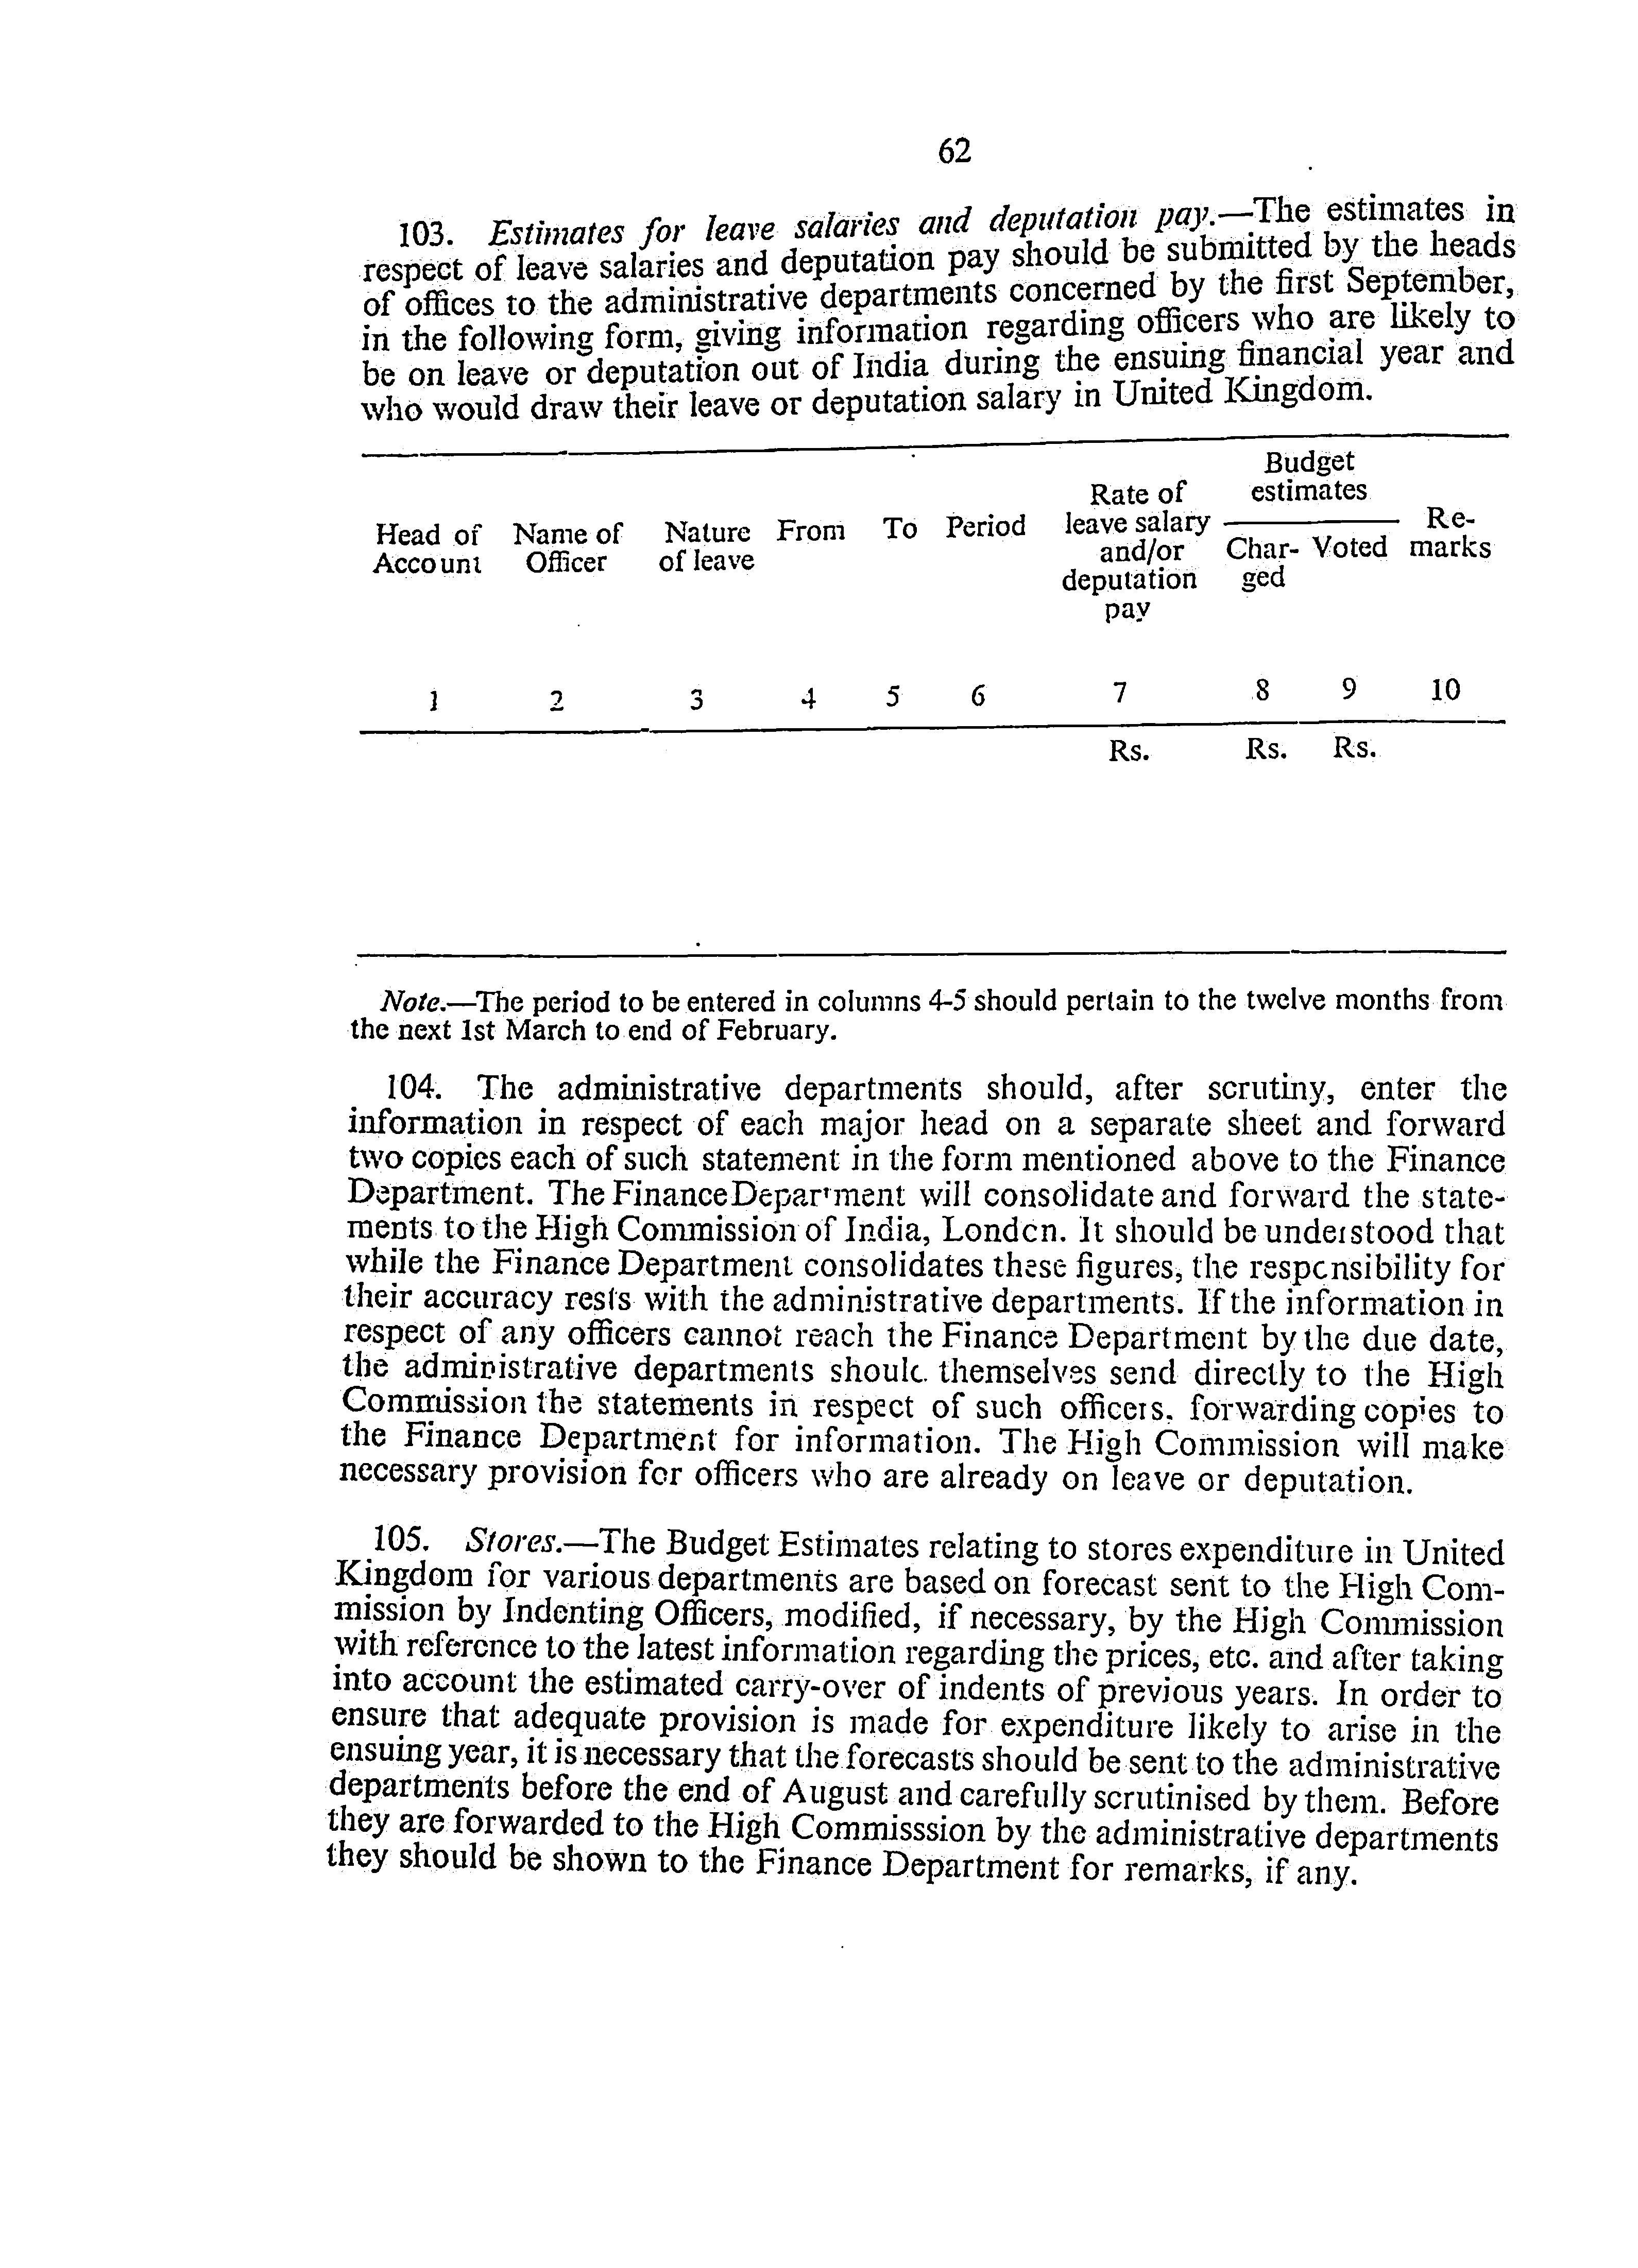 62
103. Estimates for leave salaries and deputation pay.—The estimates in
respect of leave salaries and deputation pay should be submitted by the heads
of offices to the administrative departments concerned by the first September,
in the following form, giving information regarding officers who are likely to
be on leave or deputation out of India during the ensuing financial year and
who would draw their leave or deputation salary in United Kingdom.
Budget
Rate of estimates
Head of Name of Nature From To Period leave salary Re-
Account Officer of leave and/or Char- Voted marks
deputation ged
pay
1 2 3 4 5 6 7 8 9 10
Rs. Rs. Rs.
Note.—The period to be entered in columns 4-5 should pertain to the twelve months from
the next 1st March to end of February.
104. The administrative departments should, after scrutiny, enter the
information in respect of each major head on a separate sheet and forward
two copies each of such statement in the form mentioned above to the Finance
Department. The Finance Department will consolidate and forward the state-
ments to the High Commission of India, London. It should be understood that
while the Finance Department consolidates these figures, the responsibility for
their accuracy rests with the administrative departments. If the information in
respect of any officers cannot reach the Finance Department by the due date,
the administrative departments should themselves send directly to the High
Commission the statements in respect of such officers, forwarding copies to
the Finance Department for information. The High Commission will make
necessary provision for officers who are already on leave or deputation.
105. Stores.—The Budget Estimates relating to stores expenditure in United
Kingdom for various departments are based on forecast sent to the High Com-
mission by Indenting Officers, modified, if necessary, by the High Commission
with reference to the latest information regarding the prices, etc. and after taking
into account the estimated carry-over of indents of previous years. In order to
ensure that adequate provision is made for expenditure likely to arise in the
ensuing year, it is necessary that the forecasts should be sent to the administrative
departments before the end of August and carefully scrutinised by them. Before
they are forwarded to the High Commisssion by the administrative departments
they should be shown to the Finance Department for remarks, if any.